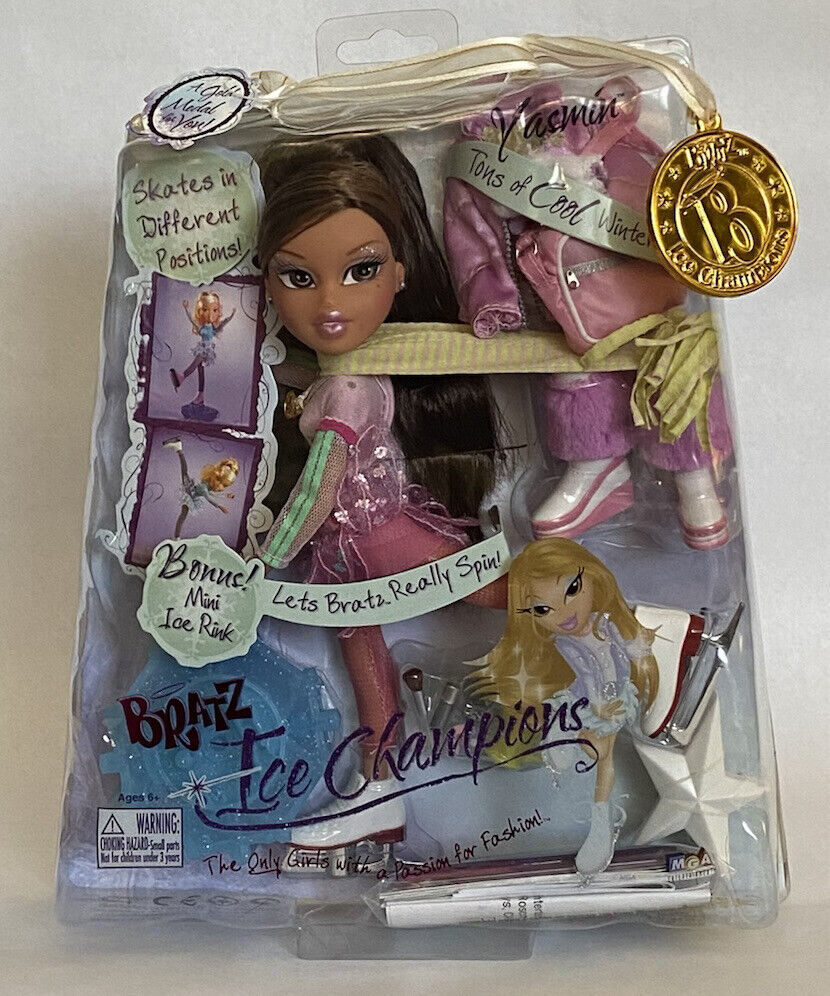 A Gold
Medal
for You!
Yasmin™
Tons of Cool Winter
Bratz
B
Ice Champions
Skates in
Different
Positions!
Bonus!
Mini
Ice Rink
Lets Bratz Really Spin!
BRATZ
Ice Champions
Ages 6+
WARNING:
CHOKING HAZARD-Small parts
Not for children under 3 years
The Only Girls with a Passion for Fashion!™
MGA